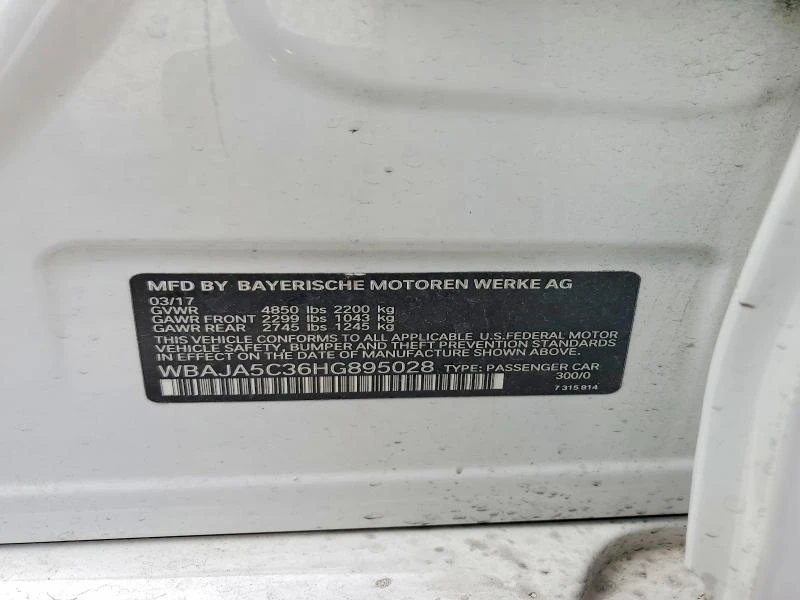 MFD BY BAYERISCHE MOTOREN WERKE AG
03/17
GVWR 4850 lbs 2200 kg
GAWR FRONT 2299 lbs 1043 kg
GAWR REAR 2745 lbs 1245 kg
THIS VEHICLE CONFORMS TO ALL APPLICABLE U.S.FEDERAL MOTOR
VEHICLE SAFETY, BUMPER AND THEFT PREVENTION STANDARDS
IN EFFECT ON THE DATE OF MANUFACTURE SHOWN ABOVE.
WBAJA5C36HG895028 TYPE: PASSENGER CAR
300/0
7 315 814